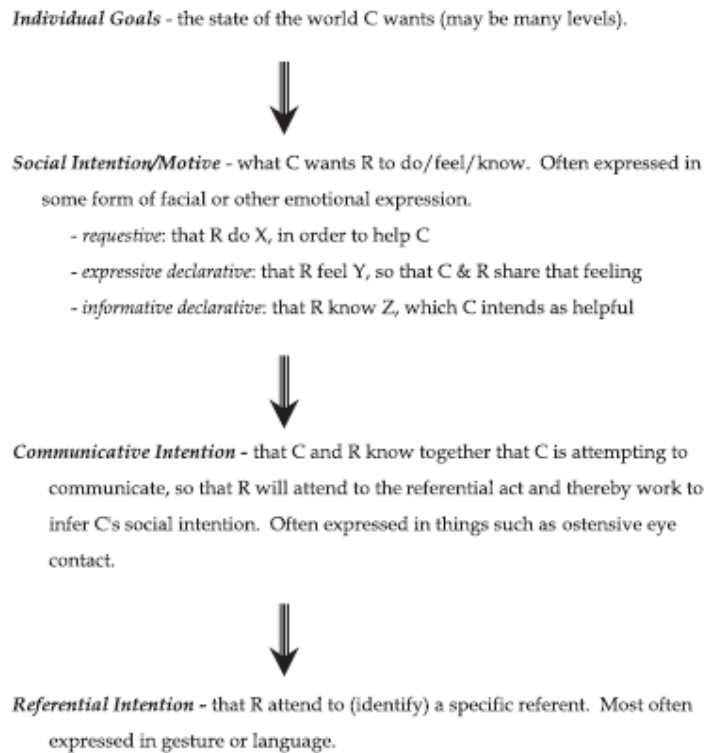 Individual Goals - the state of the world C wants (may be many levels).
Social Intention/Motive - what C wants R to do/feel/know. Often expressed in
some form of facial or other emotional expression.
- requestive: that R do X, in order to help C
- expressive declarative: that R feel Y, so that C & R share that feeling
- informative declarative: that R know Z, which C intends as helpful
Communicative Intention - that C and R know together that C is attempting to
communicate, so that R will attend to the referential act and thereby work to
infer C's social intention. Often expressed in things such as ostensive eye
contact.
Referential Intention - that R attend to (identify) a specific referent. Most often
expressed in gesture or language.